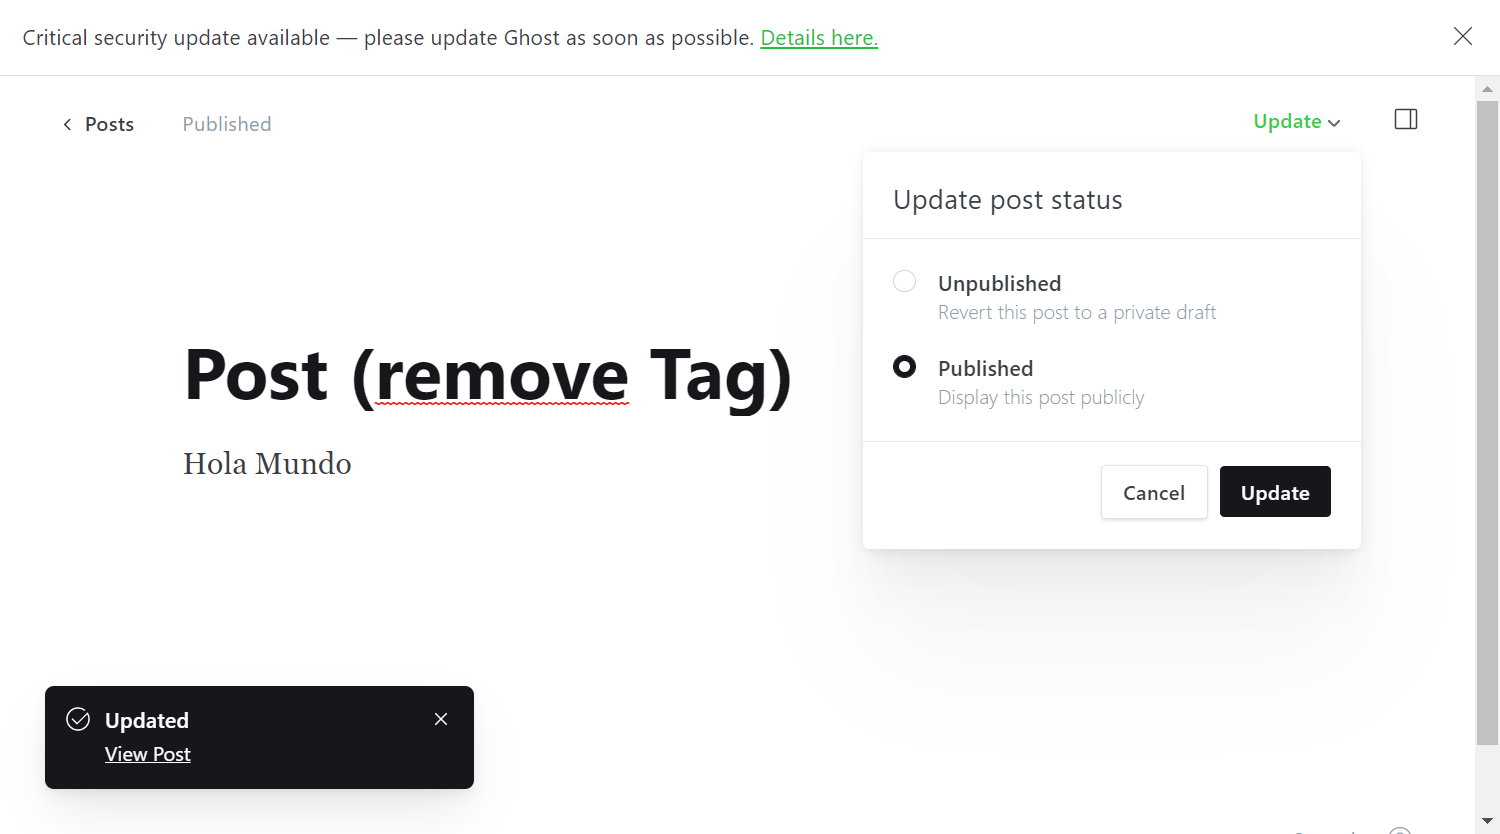 Critical security update available — please update Ghost as soon as possible. Details here.
Posts
Published
Update
Update post status
Unpublished
Revert this post to a private draft
Published
Display this post publicly
Cancel
Update
Post (remove Tag)
Hola Mundo
Updated
View Post